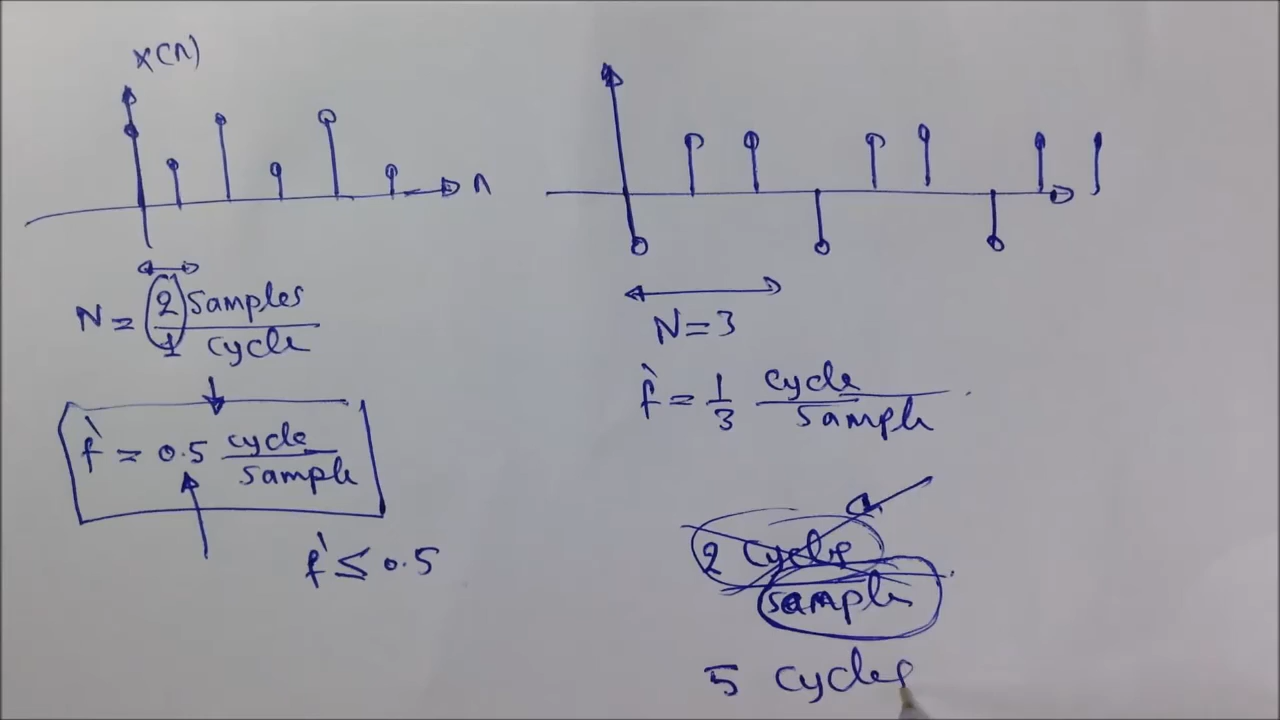 x(n)
n
N = 2 samples / 1 cycle
f` = 0.5 cycle / sample
f` ≤ 0.5
N = 3
f` = 1/3 cycle / sample
2 cycle / sample
5 cycles